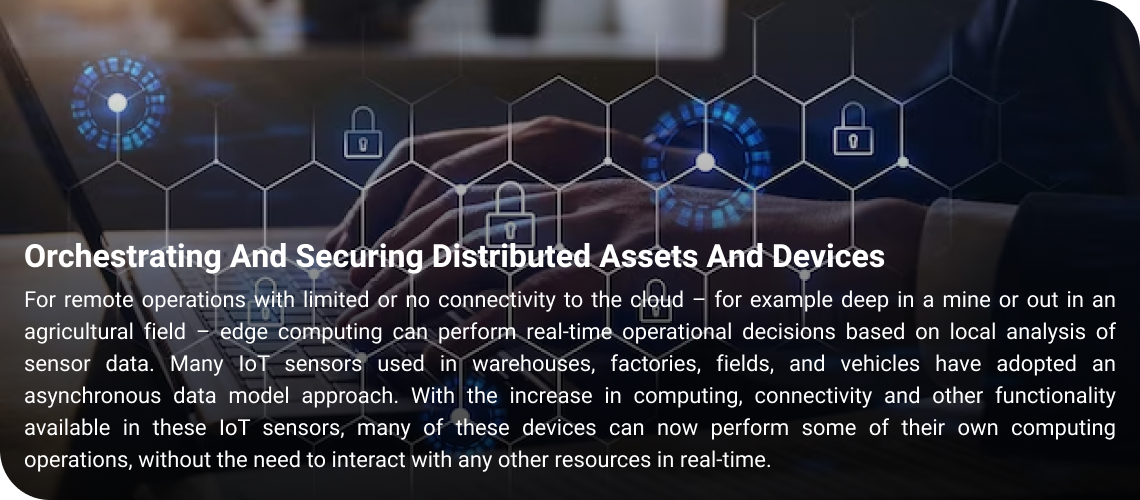 Orchestrating And Securing Distributed Assets And Devices
For remote operations with limited or no connectivity to the cloud – for example deep in a mine or out in an
agricultural field – edge computing can perform real-time operational decisions based on local analysis of
sensor data. Many IoT sensors used in warehouses, factories, fields, and vehicles have adopted an
asynchronous data model approach. With the increase in computing, connectivity and other functionality
available in these IoT sensors, many of these devices can now perform some of their own computing
operations, without the need to interact with any other resources in real-time.